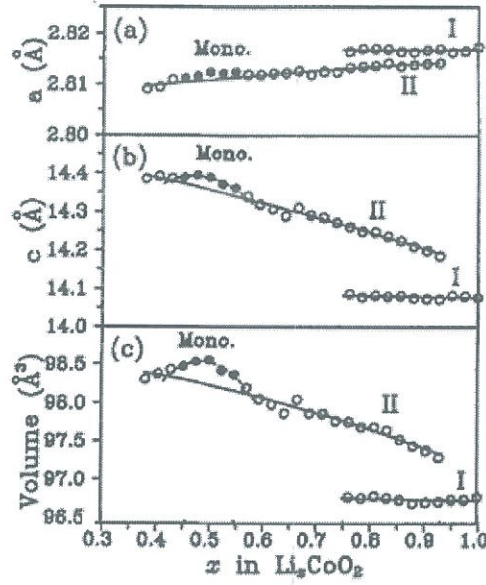 (a)
Mono.
I
II
a (Å)
2.82
2.81
2.80
(b)
Mono.
II
I
c (Å)
14.4
14.3
14.2
14.1
14.0
(c)
Mono.
II
I
Volume (Å³)
98.5
98.0
97.5
96.0
96.5
0.3 0.4 0.5 0.6 0.7 0.8 0.9 1.0
x in LiₓCoO₂